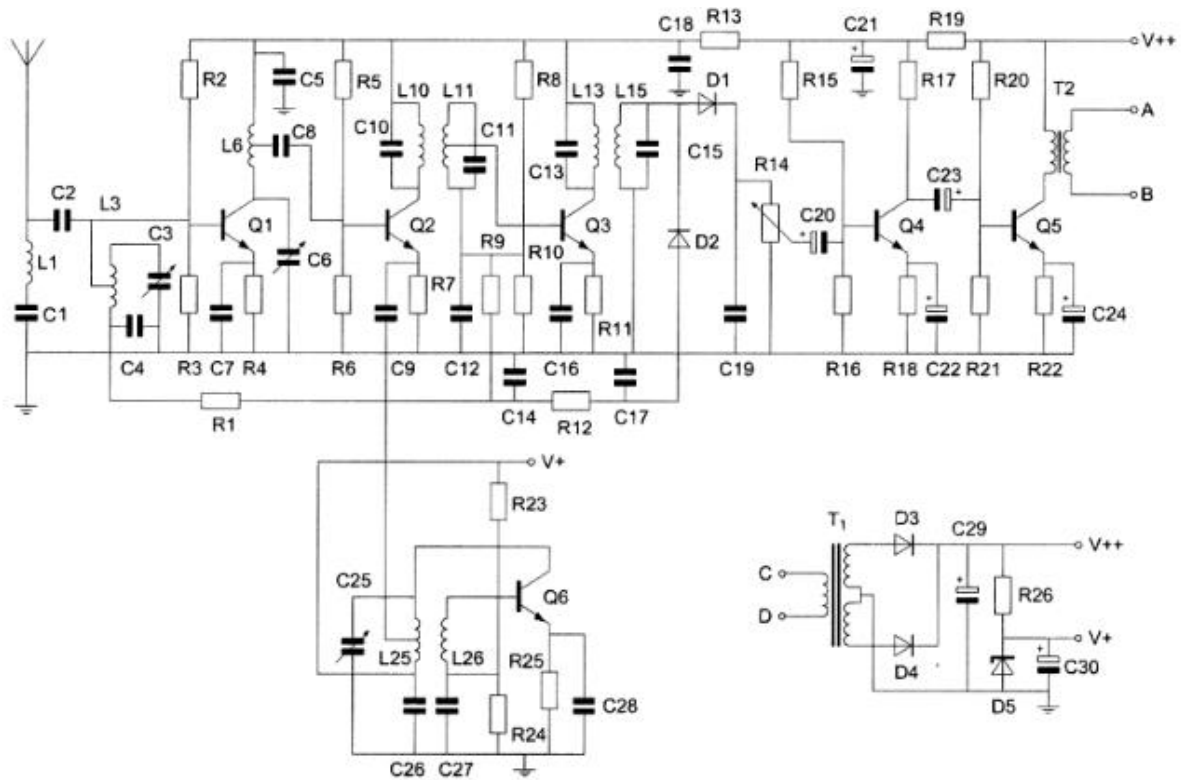 C18
R13
C21
R19
V++
R2
C5
R5
L10
L11
R8
L13
L15
D1
R15
R17
R20
T2
A
C8
C10
C11
L6
C13
C15
R14
C23
B
C2
L3
C20
C3
Q1
Q2
Q3
D2
Q4
Q5
L1
C6
R9
R10
R7
C1
R11
C22
C24
C4
R3
C7
R4
R6
C9
C12
C16
C19
R16
R18
R21
R22
R1
C14
R12
C17
V+
R23
T1
D3
C29
V++
C25
Q6
C
R26
D
V+
L25
L26
R25
D4
C30
C28
R24
D5
C26
C27